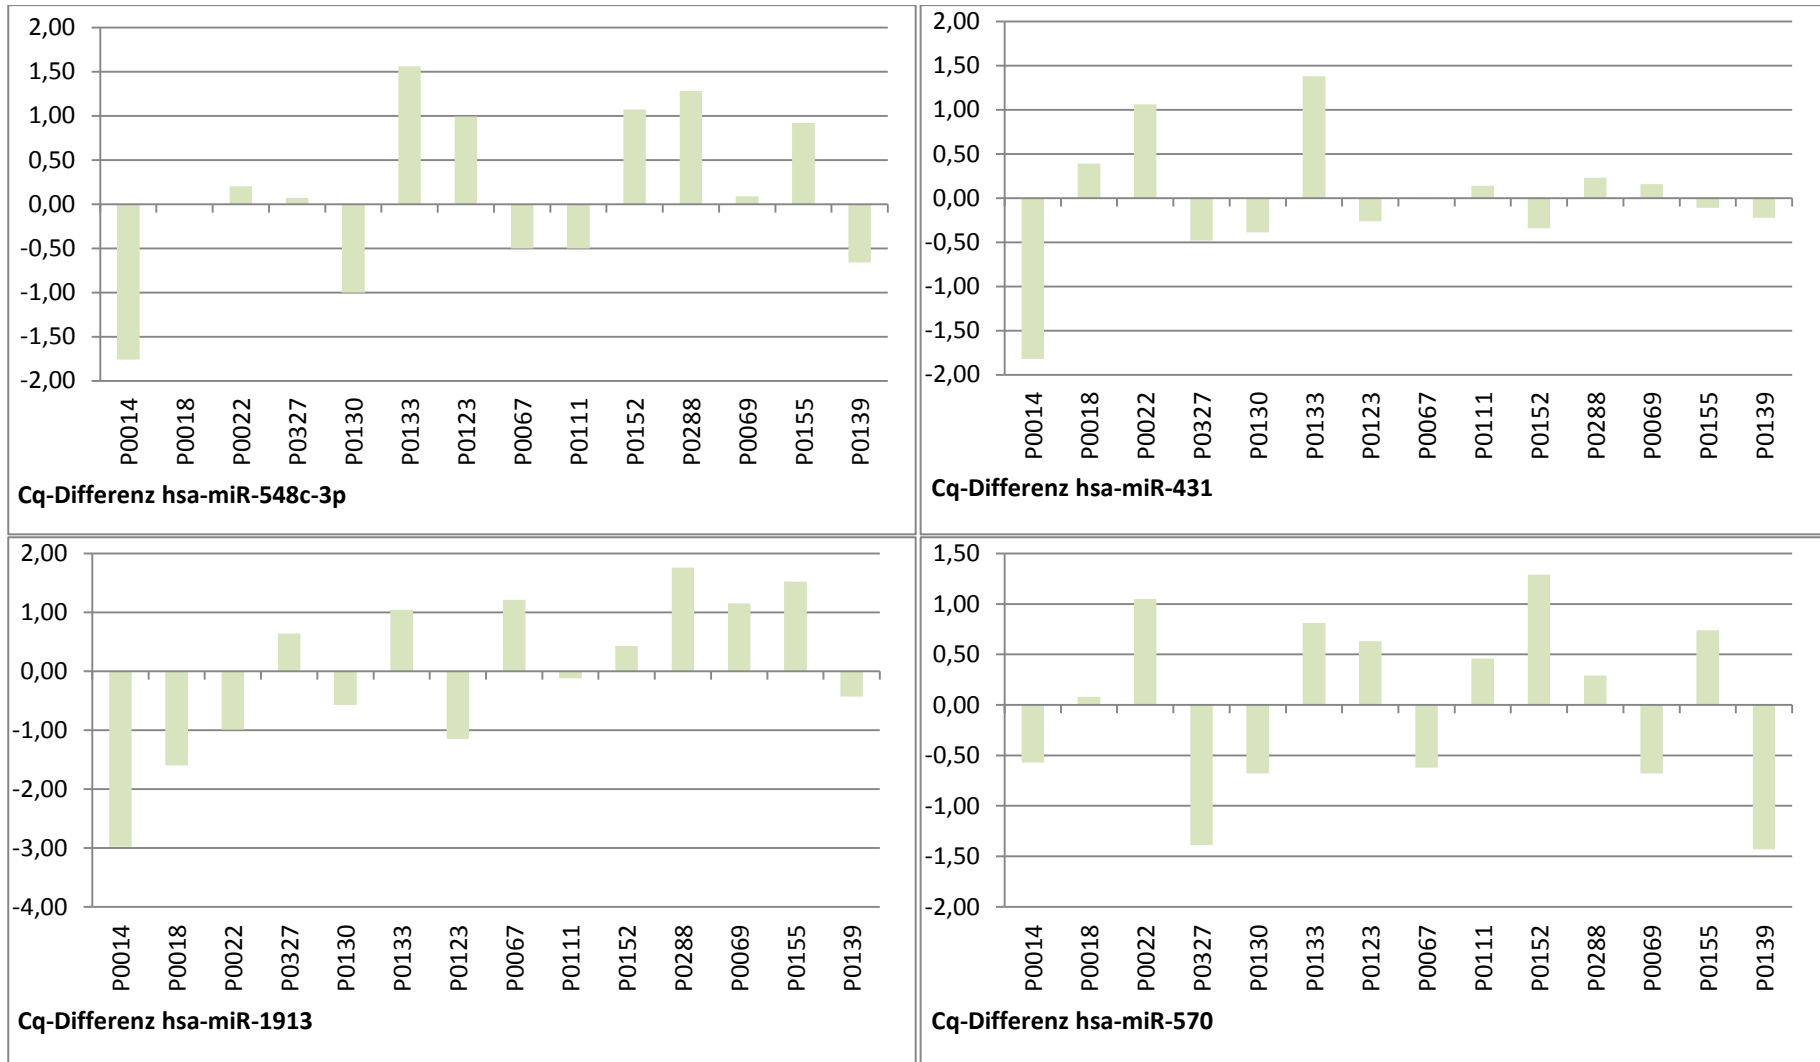 2,00
1,50
1,00
0,50
0,00
-0,50
-1,00
-1,50
-2,00
P0014
P0018
P0022
P0327
P0130
P0133
P0123
P0067
P0111
P0152
P0288
P0069
P0155
P0139
Cq-Differenz hsa-miR-548c-3p
2,00
1,50
1,00
0,50
0,00
-0,50
-1,00
-1,50
-2,00
P0014
P0018
P0022
P0327
P0130
P0133
P0123
P0067
P0111
P0152
P0288
P0069
P0155
P0139
Cq-Differenz hsa-miR-431
2,00
1,00
0,00
-1,00
-2,00
-3,00
-4,00
P0014
P0018
P0022
P0327
P0130
P0133
P0123
P0067
P0111
P0152
P0288
P0069
P0155
P0139
Cq-Differenz hsa-miR-1913
1,50
1,00
0,50
0,00
-0,50
-1,00
-1,50
-2,00
P0014
P0018
P0022
P0327
P0130
P0133
P0123
P0067
P0111
P0152
P0288
P0069
P0155
P0139
Cq-Differenz hsa-miR-570